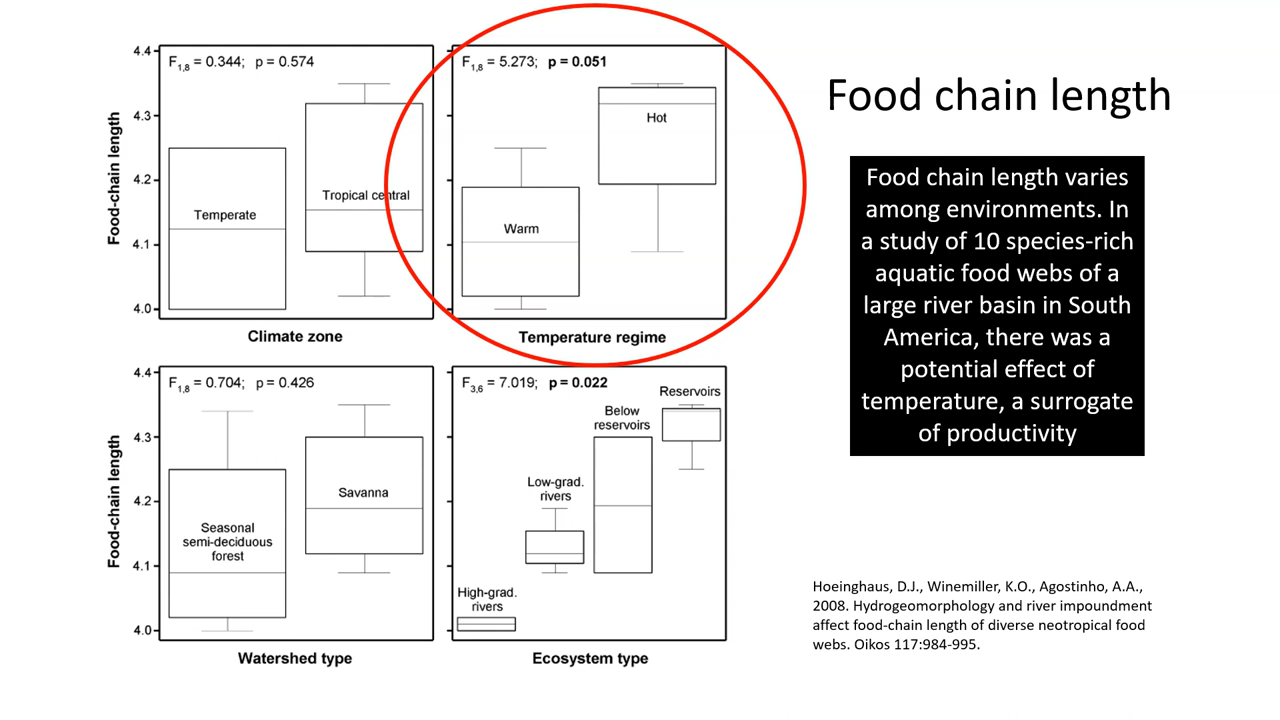 Food chain length
4.4
4.3
4.2
4.1
4.0
Food-chain length
F1,8 = 0.344; p = 0.574
Temperate
Tropical central
Climate zone
F1,8 = 5.273; p = 0.051
Warm
Hot
Temperature regime
4.4
4.3
4.2
4.1
4.0
Food-chain length
F1,8 = 0.704; p = 0.426
Seasonal
semi-deciduous
forest
Savanna
Watershed type
F3,6 = 7.019; p = 0.022
High-grad.
rivers
Low-grad.
rivers
Below
reservoirs
Reservoirs
Ecosystem type
Food chain length varies
among environments. In
a study of 10 species-rich
aquatic food webs of a
large river basin in South
America, there was a
potential effect of
temperature, a surrogate
of productivity
Hoeinghaus, D.J., Winemiller, K.O., Agostinho, A.A.,
2008. Hydrogeomorphology and river impoundment
affect food-chain length of diverse neotropical food
webs. Oikos 117:984-995.